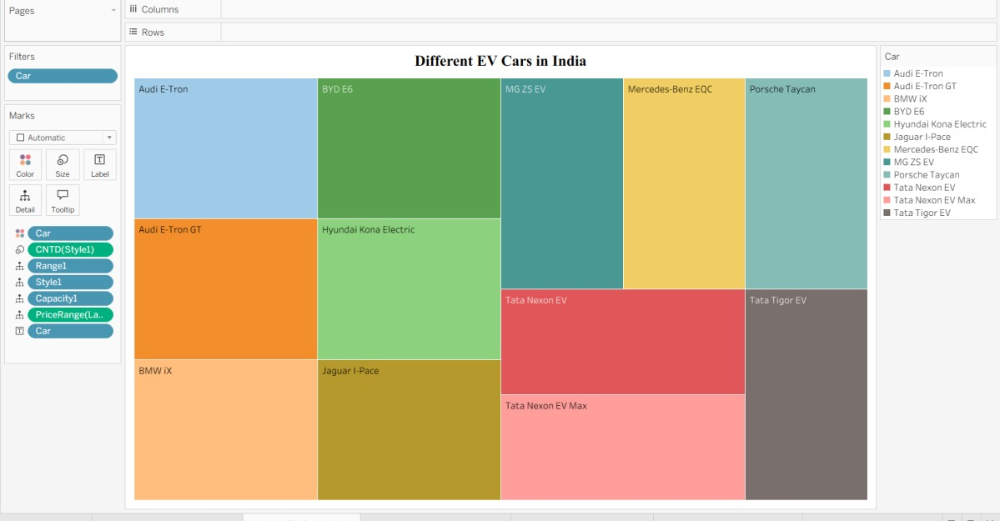 Pages
Columns
Rows
Filters
Car
Marks
Automatic
Color
Size
Label
Detail
Tooltip
Car
CNTD(Style1)
Range1
Style1
Capacity1
PriceRange(La..
Car
Different EV Cars in India
Audi E-Tron
BYD E6
MG ZS EV
Mercedes-Benz EQC
Porsche Taycan
Audi E-Tron GT
Hyundai Kona Electric
Tata Nexon EV
Tata Tigor EV
BMW iX
Jaguar I-Pace
Tata Nexon EV Max
Car
Audi E-Tron
Audi E-Tron GT
BMW iX
BYD E6
Hyundai Kona Electric
Jaguar I-Pace
Mercedes-Benz EQC
MG ZS EV
Porsche Taycan
Tata Nexon EV
Tata Nexon EV Max
Tata Tigor EV